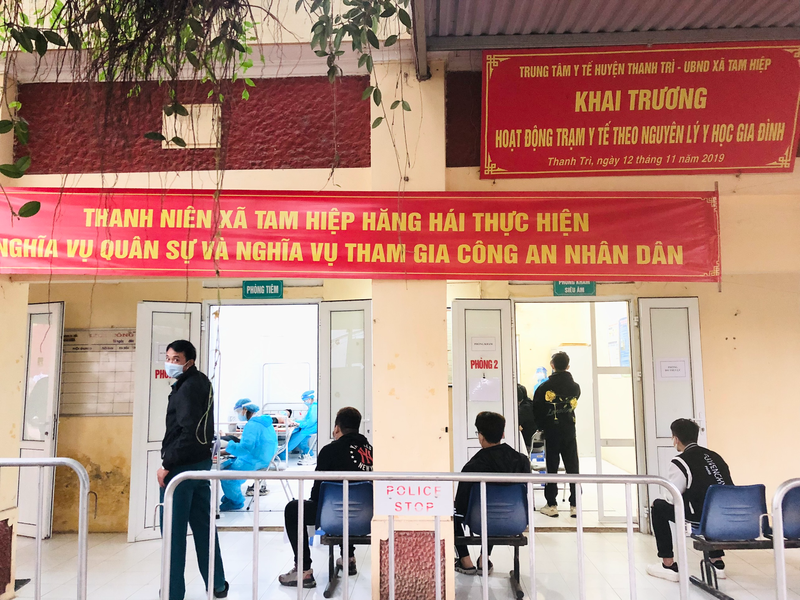 TRUNG TÂM Y TẾ HUYỆN THANH TRÌ - UBND XÃ TAM HIỆP
KHAI TRƯƠNG
HOẠT ĐỘNG TRẠM Y TẾ THEO NGUYÊN LÝ Y HỌC GIA ĐÌNH
Thanh Trì, ngày 12 tháng 11 năm 2019
THANH NIÊN XÃ TAM HIỆP HĂNG HÁI THỰC HIỆN
NGHĨA VỤ QUÂN SỰ VÀ NGHĨA VỤ THAM GIA CÔNG AN NHÂN DÂN
PHÒNG TIÊM
PHÒNG KHÁM
SIÊU ÂM
PHÒNG 2
POLICE
STOP